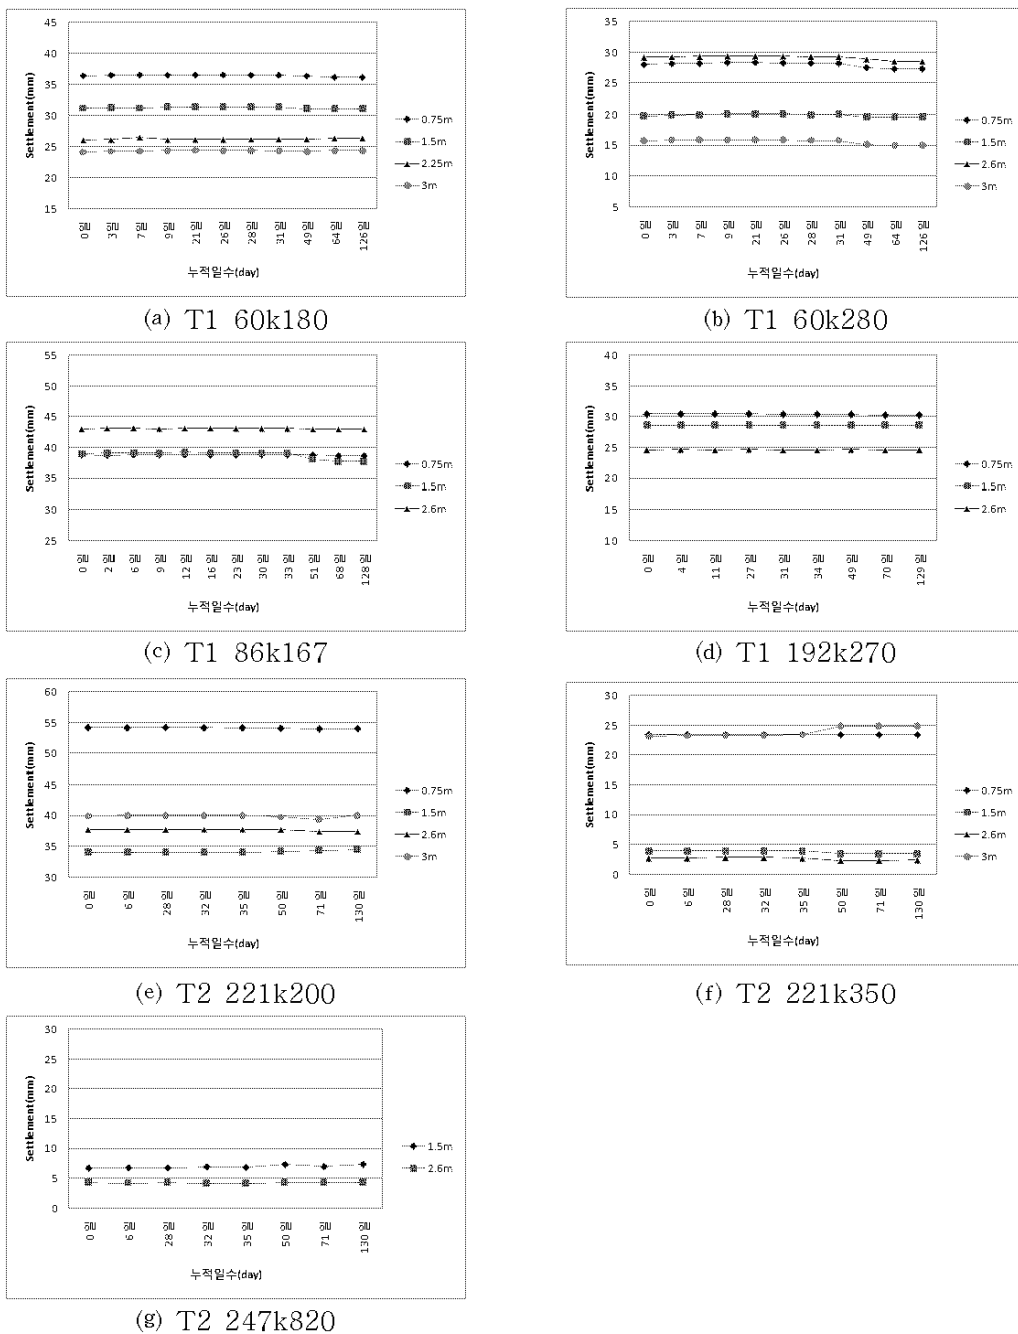 45
40
35
30
25
20
15
Settlement(mm)
0일 3일 7일 9일 21일 26일 28일 31일 49일 64일 126일
누적일수(day)
0.75m
1.5m
2.25m
3m
(a) T1 60k180
35
30
25
20
15
10
5
Settlement(mm)
0일 3일 7일 9일 21일 26일 28일 31일 49일 64일 126일
누적일수(day)
0.75m
1.5m
2.6m
3m
(b) T1 60k280
55
50
45
40
35
30
25
Settlement(mm)
0일 2일 6일 9일 12일 16일 23일 30일 33일 51일 68일 128일
누적일수(day)
0.75m
1.5m
2.6m
(c) T1 86k167
40
35
30
25
20
15
10
Settlement(mm)
0일 4일 11일 27일 31일 34일 49일 70일 129일
누적일수(day)
0.75m
1.5m
2.6m
(d) T1 192k270
60
55
50
45
40
35
30
Settlement(mm)
0일 6일 28일 32일 35일 50일 71일 130일
누적일수(day)
0.75m
1.5m
2.6m
3m
(e) T2 221k200
30
25
20
15
10
5
0
Settlement(mm)
0일 6일 28일 32일 35일 50일 71일 130일
누적일수(day)
0.75m
1.5m
2.6m
3m
(f) T2 221k350
30
25
20
15
10
5
0
Settlement(mm)
0일 6일 28일 32일 35일 50일 71일 130일
누적일수(day)
1.5m
2.6m
(g) T2 247k820